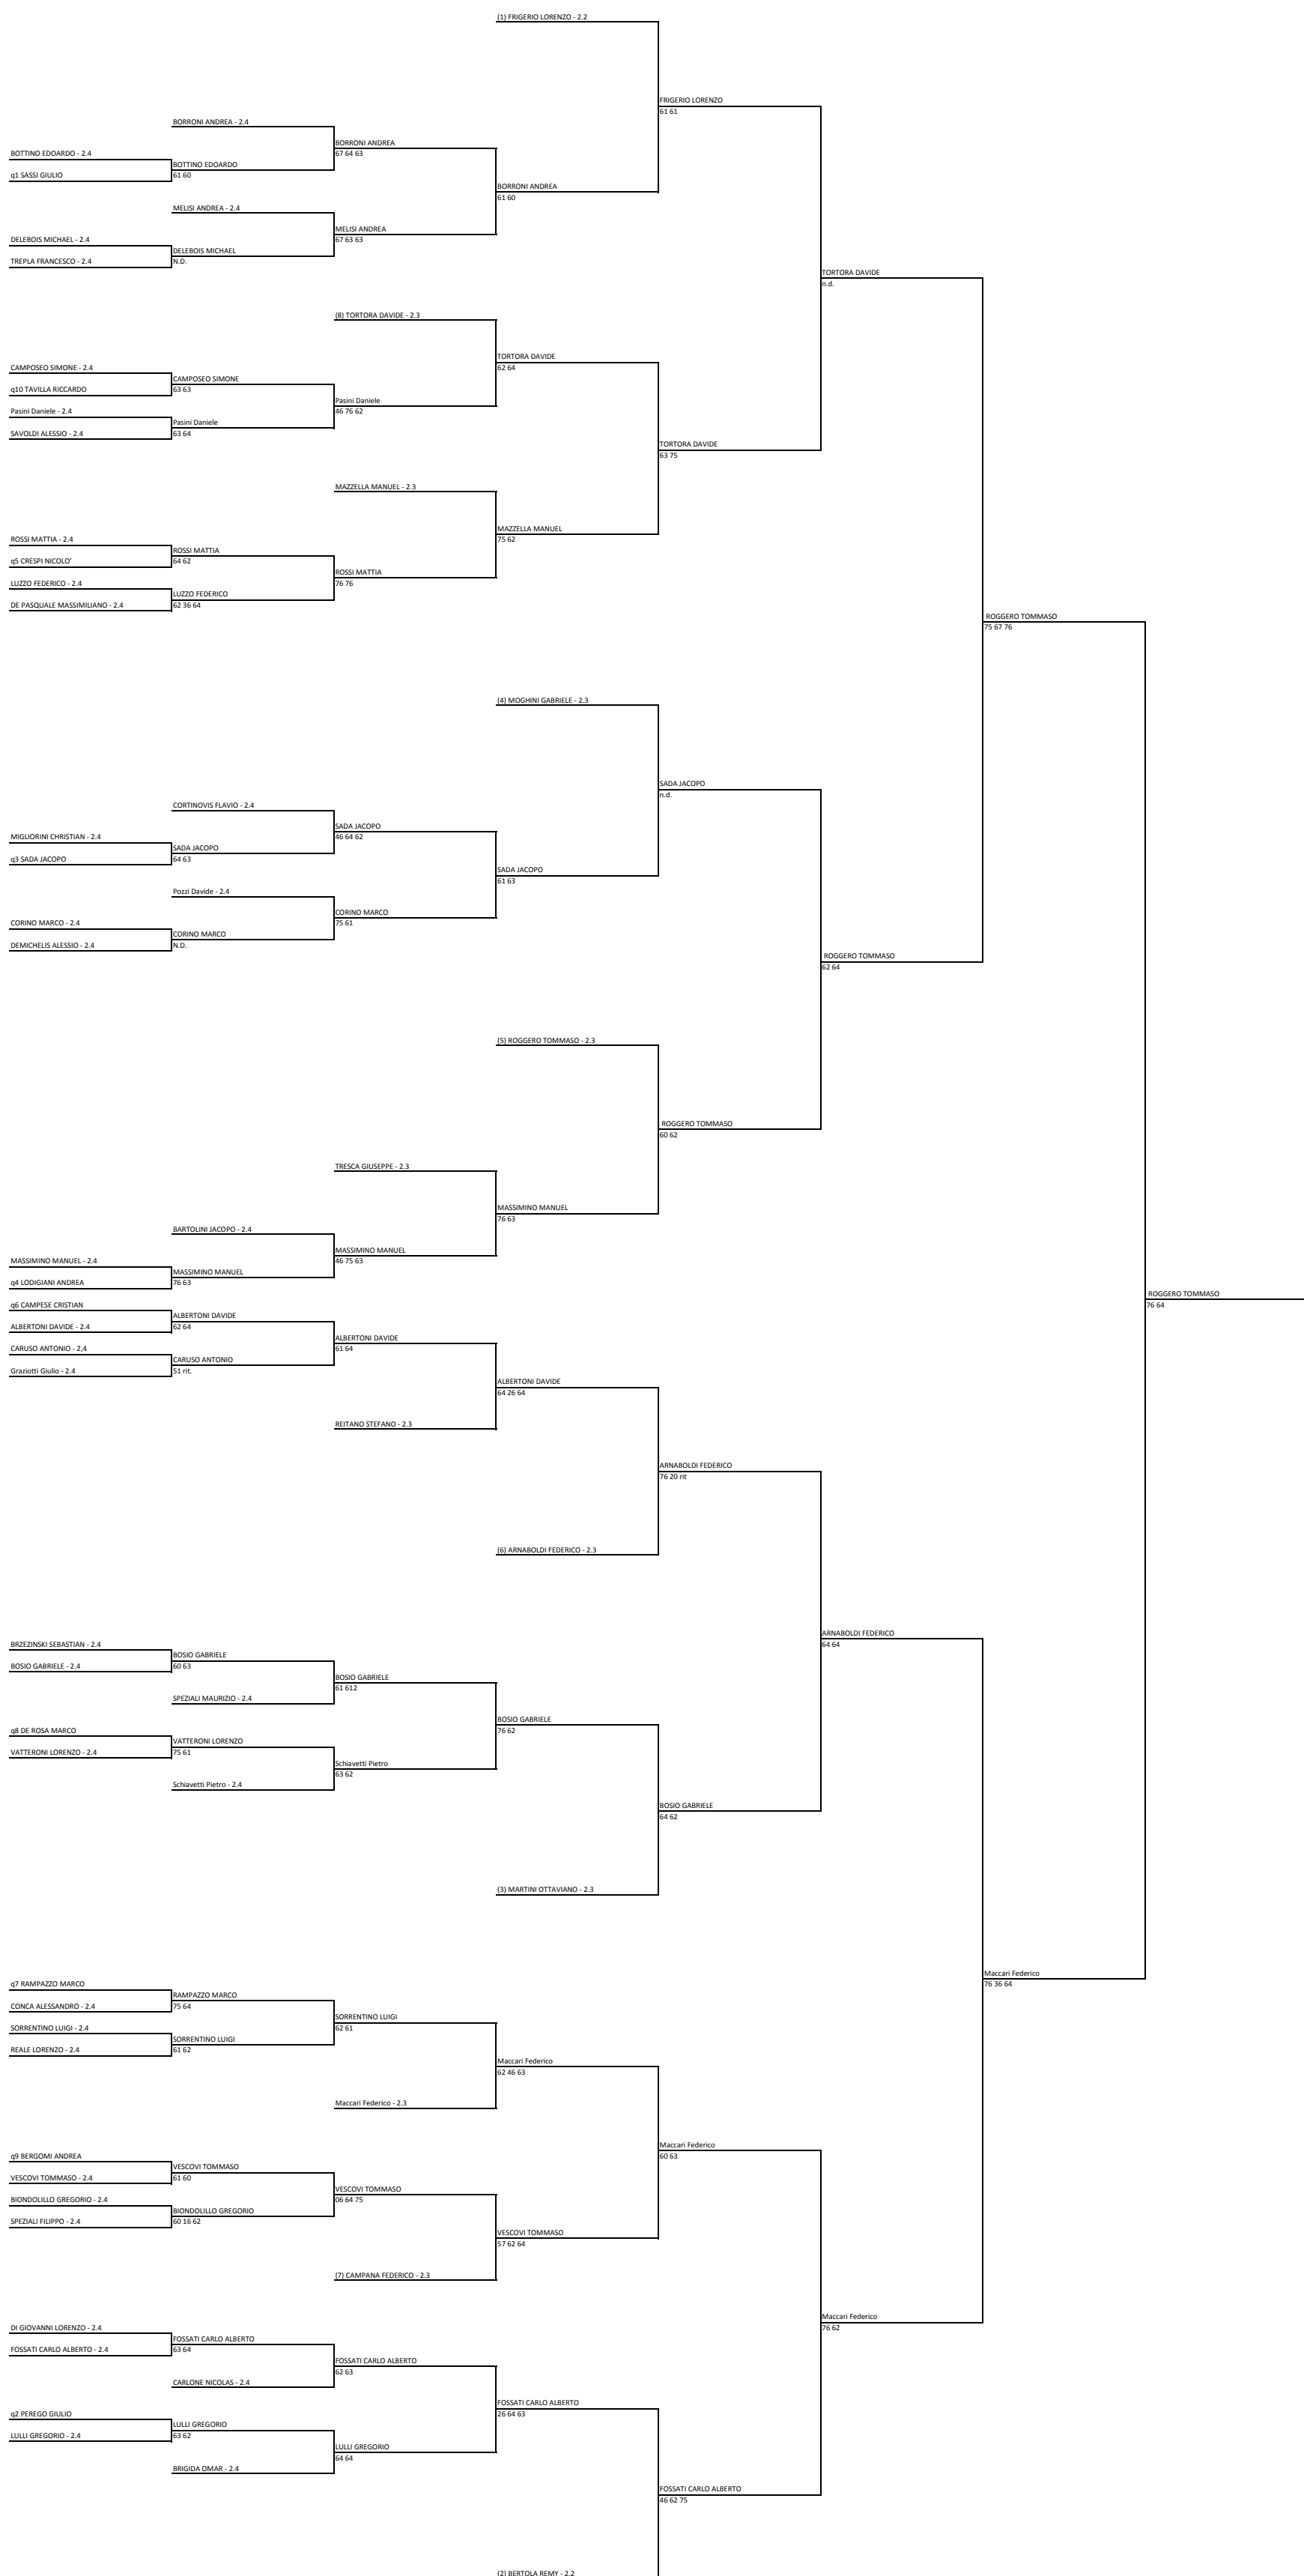 (1) FRIGERIO LORENZO - 2.2
FRIGERIO LORENZO
61 61
BORRONI ANDREA - 2.4
BORRONI ANDREA
67 64 63
BOTTINO EDOARDO - 2.4
BOTTINO EDOARDO
61 60
q1 SASSI GIULIO
BORRONI ANDREA
61 60
MELISI ANDREA - 2.4
MELISI ANDREA
67 63 63
DELEBOIS MICHAEL - 2.4
DELEBOIS MICHAEL
N.D.
TREPLA FRANCESCO - 2.4
TORTORA DAVIDE
n.d.
(8) TORTORA DAVIDE - 2.3
TORTORA DAVIDE
62 64
CAMPOSEO SIMONE - 2.4
CAMPOSEO SIMONE
63 63
q10 TAVILLA RICCARDO
Pasini Daniele
46 76 62
Pasini Daniele - 2.4
Pasini Daniele
63 64
SAVOLDI ALESSIO - 2.4
TORTORA DAVIDE
63 75
MAZZELLA MANUEL - 2.3
MAZZELLA MANUEL
75 62
ROSSI MATTIA - 2.4
ROSSI MATTIA
64 62
q5 CRESPI NICOLO'
ROSSI MATTIA
76 76
LUZZO FEDERICO - 2.4
LUZZO FEDERICO
62 36 64
DE PASQUALE MASSIMILIANO - 2.4
ROGGERO TOMMASO
75 67 76
(4) MOGHINI GABRIELE - 2.3
SADA JACOPO
n.d.
CORTINOVIS FLAVIO - 2.4
SADA JACOPO
46 64 62
MIGLIORINI CHRISTIAN - 2.4
SADA JACOPO
64 63
q3 SADA JACOPO
SADA JACOPO
61 63
Pozzi Davide - 2.4
CORINO MARCO
75 61
CORINO MARCO - 2.4
CORINO MARCO
N.D.
DEMICHELIS ALESSIO - 2.4
ROGGERO TOMMASO
62 64
(5) ROGGERO TOMMASO - 2.3
ROGGERO TOMMASO
60 62
TRESCA GIUSEPPE - 2.3
MASSIMINO MANUEL
76 63
BARTOLINI JACOPO - 2.4
MASSIMINO MANUEL
46 75 63
MASSIMINO MANUEL - 2.4
MASSIMINO MANUEL
76 63
q4 LODIGIANI ANDREA
ROGGERO TOMMASO
76 64
q6 CAMPESE CRISTIAN
ALBERTONI DAVIDE
62 64
ALBERTONI DAVIDE - 2.4
ALBERTONI DAVIDE
61 64
CARUSO ANTONIO - 2,4
CARUSO ANTONIO
51 rit.
Graziotti Giulio - 2.4
ALBERTONI DAVIDE
64 26 64
REITANO STEFANO - 2.3
ARNABOLDI FEDERICO
76 20 rit
(6) ARNABOLDI FEDERICO - 2.3
ARNABOLDI FEDERICO
64 64
BRZEZINSKI SEBASTIAN - 2.4
BOSIO GABRIELE
60 63
BOSIO GABRIELE - 2.4
BOSIO GABRIELE
61 612
SPEZIALI MAURIZIO - 2.4
BOSIO GABRIELE
76 62
q8 DE ROSA MARCO
VATTERONI LORENZO
75 61
VATTERONI LORENZO - 2.4
Schiavetti Pietro
63 62
Schiavetti Pietro - 2.4
BOSIO GABRIELE
64 62
(3) MARTINI OTTAVIANO - 2.3
Maccari Federico
76 36 64
q7 RAMPAZZO MARCO
RAMPAZZO MARCO
75 64
CONCA ALESSANDRO - 2.4
SORRENTINO LUIGI
62 61
SORRENTINO LUIGI - 2.4
SORRENTINO LUIGI
61 62
REALE LORENZO - 2.4
Maccari Federico
62 46 63
Maccari Federico - 2.3
Maccari Federico
60 63
q9 BERGOMI ANDREA
VESCOVI TOMMASO
61 60
VESCOVI TOMMASO - 2.4
VESCOVI TOMMASO
06 64 75
BIONDOLILLO GREGORIO - 2.4
BIONDOLILLO GREGORIO
60 16 62
SPEZIALI FILIPPO - 2.4
VESCOVI TOMMASO
57 62 64
(7) CAMPANA FEDERICO - 2.3
Maccari Federico
76 62
DI GIOVANNI LORENZO - 2.4
FOSSATI CARLO ALBERTO
63 64
FOSSATI CARLO ALBERTO - 2.4
FOSSATI CARLO ALBERTO
62 63
CARLONE NICOLAS - 2.4
FOSSATI CARLO ALBERTO
26 64 63
q2 PEREGO GIULIO
LULLI GREGORIO
63 62
LULLI GREGORIO - 2.4
LULLI GREGORIO
64 64
BRIGIDA OMAR - 2.4
FOSSATI CARLO ALBERTO
46 62 75
(2) BERTOLA REMY - 2.2